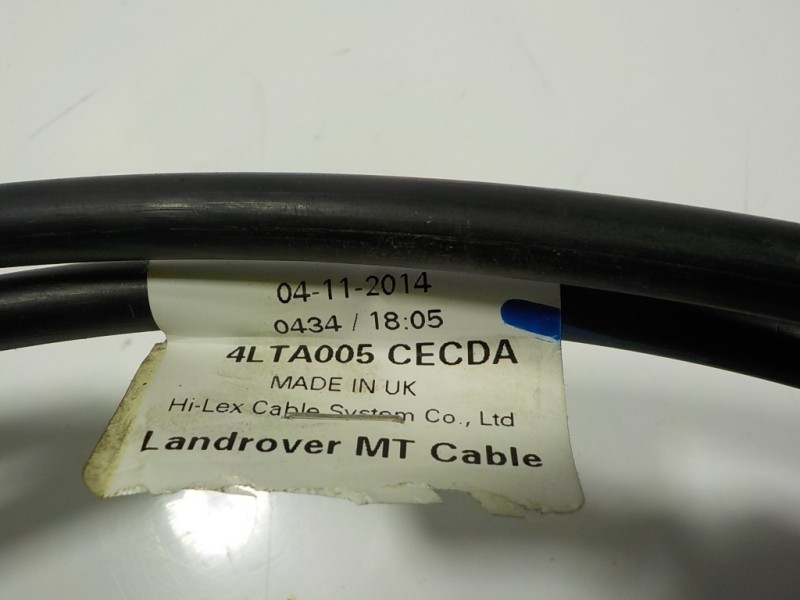 04-11-2014
0434 / 18:05
4LTA005 CECDA
MADE IN UK
Hi-Lex Cable System Co., Ltd
Landrover MT Cable